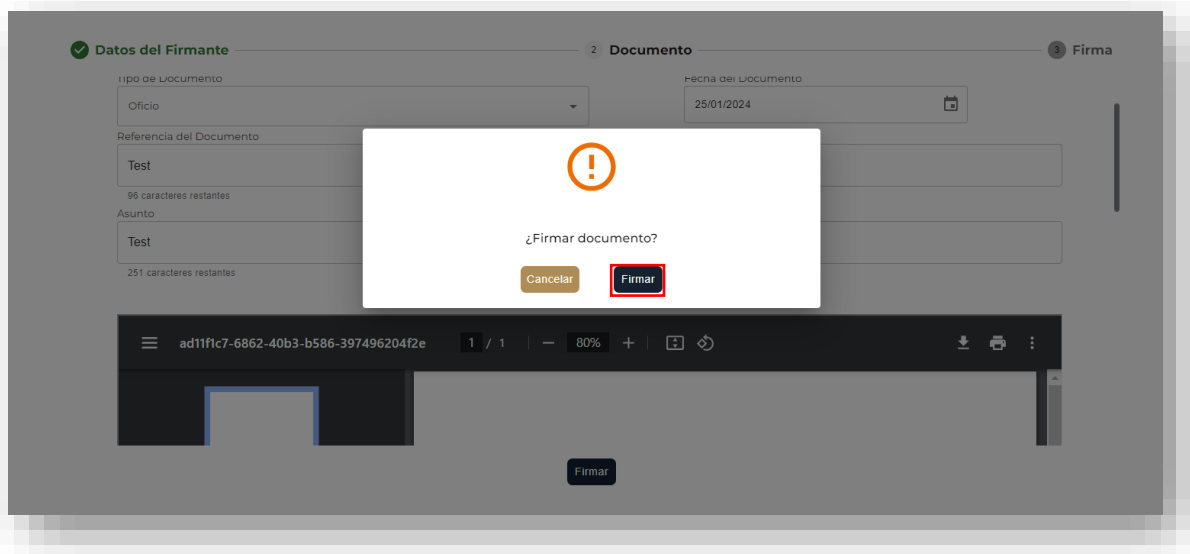 Datos del Firmante
2 Documento
3 Firma
Tipo de Documento
Fecha del Documento
Oficio
25/01/2024
Referencia del Documento
Test
96 caracteres restantes
Asunto
Test
251 caracteres restantes
¿Firmar documento?
Cancelar
Firmar
ad11f1c7-6862-40b3-b586-397496204f2e 1 / 1 80%
Firmar